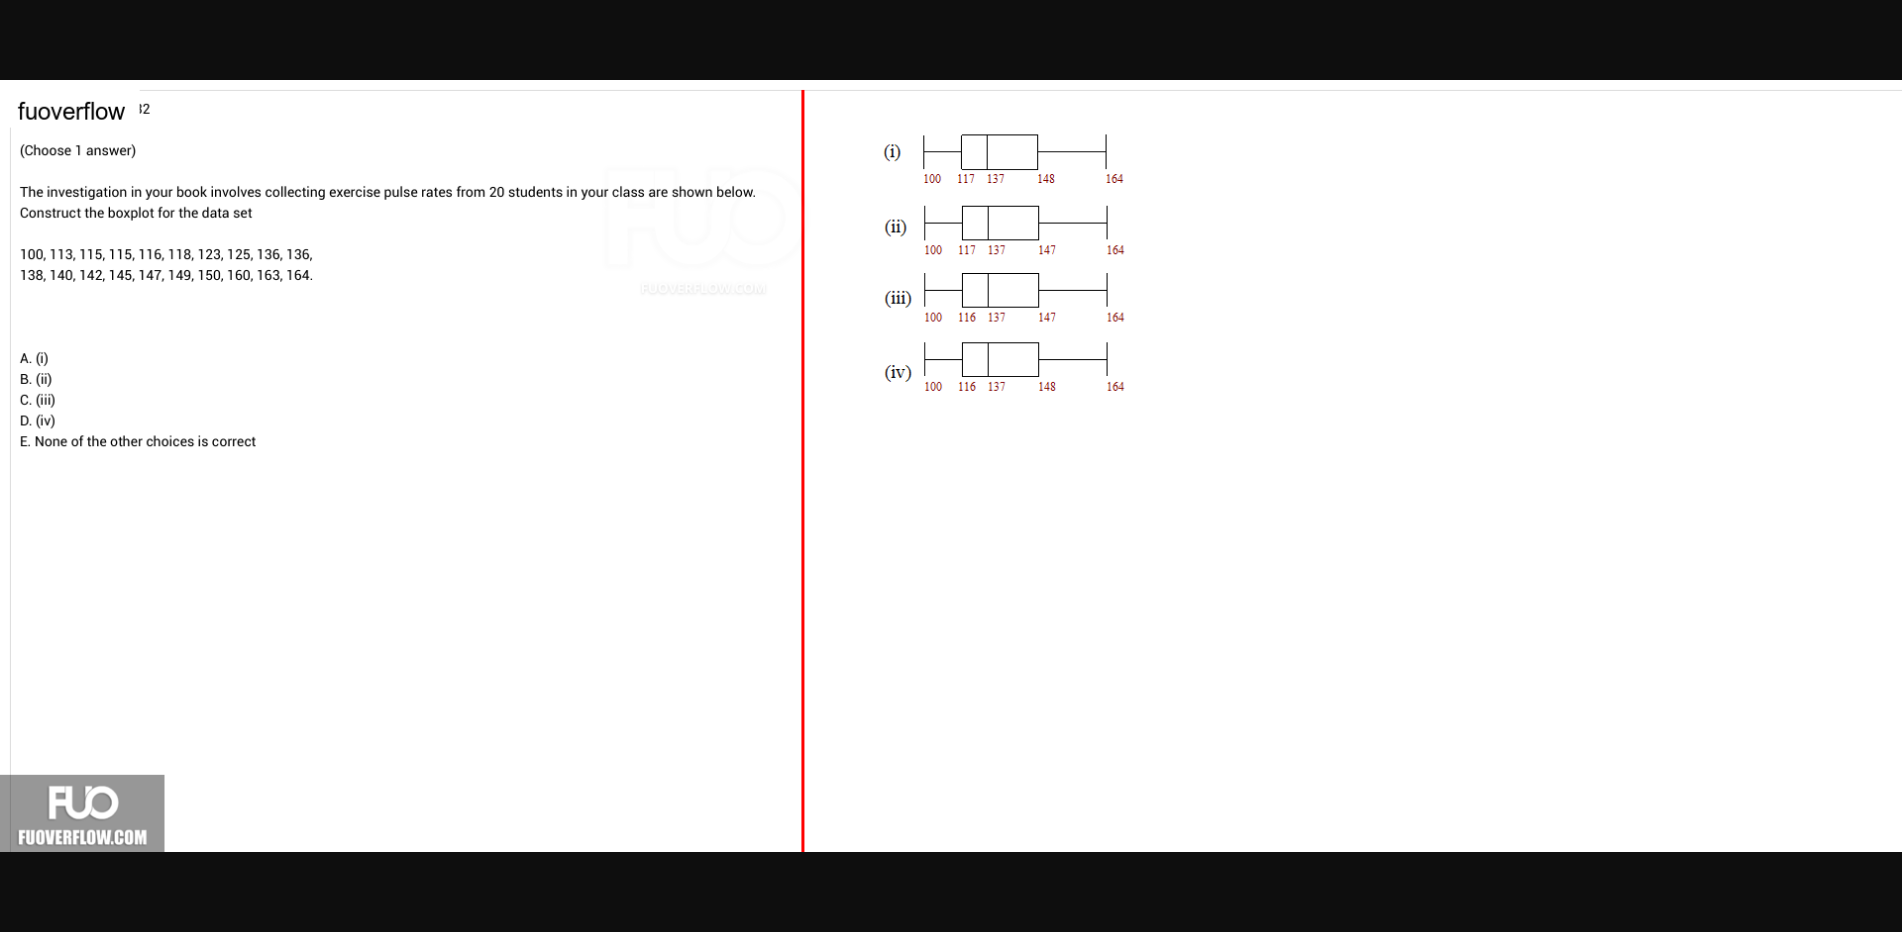 fuoverflow
32
(Choose 1 answer)
The investigation in your book involves collecting exercise pulse rates from 20 students in your class are shown below.
Construct the boxplot for the data set
100, 113, 115, 115, 116, 118, 123, 125, 136, 136,
138, 140, 142, 145, 147, 149, 150, 160, 163, 164.
FUO
FUOVERFLOW.COM
A. (i)
B. (ii)
C. (iii)
D. (iv)
E. None of the other choices is correct
FUO
FUOVERFLOW.COM
(i)
100 117 137 148 164
(ii)
100 117 137 147 164
(iii)
100 116 137 147 164
(iv)
100 116 137 148 164